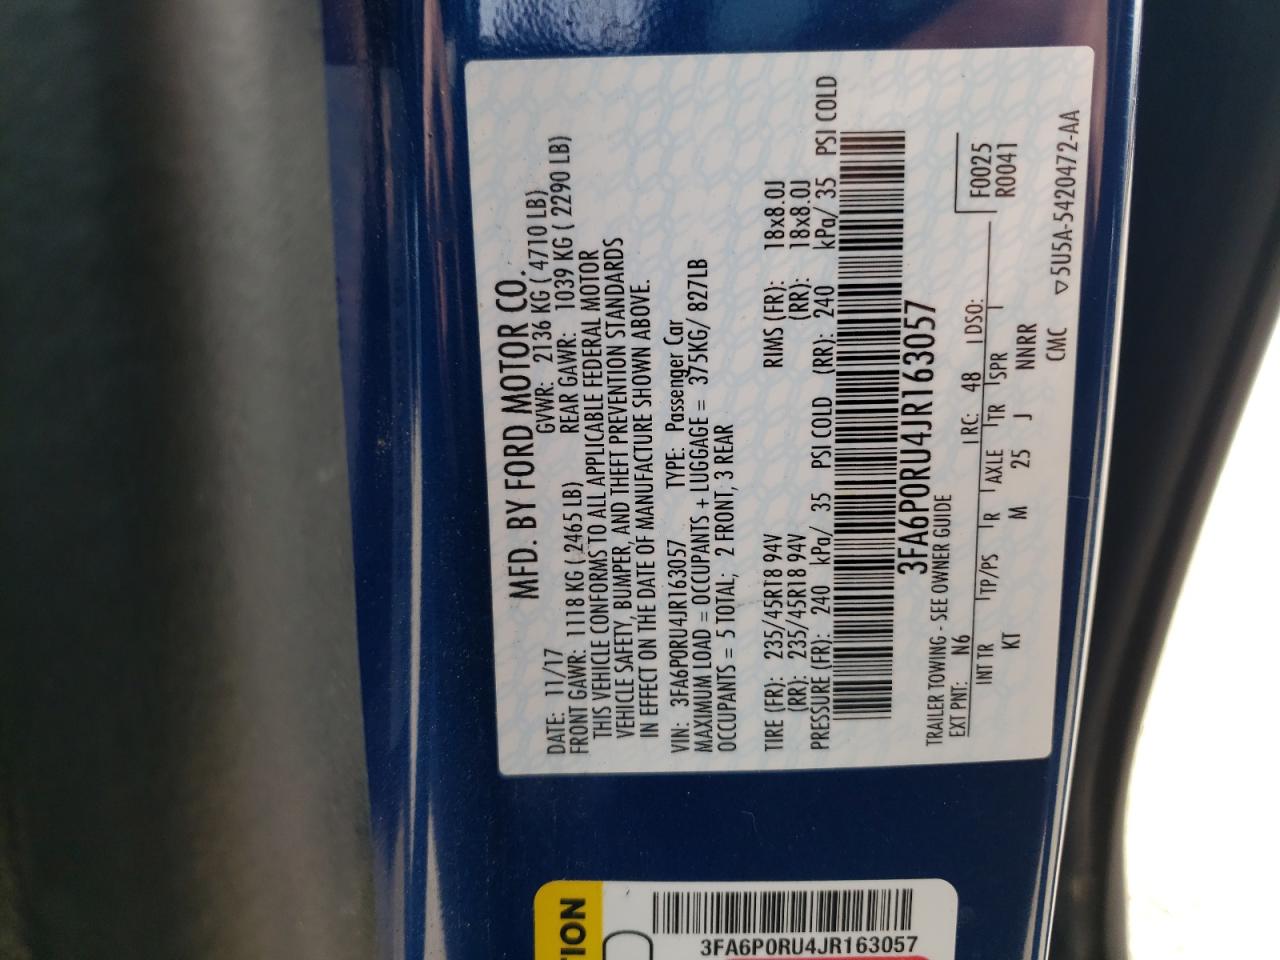 MFD. BY FORD MOTOR CO.
DATE: 11/17 GVWR: 2136 KG ( 4710 LB)
FRONT GAWR: 1118 KG ( 2465 LB) REAR GAWR: 1039 KG ( 2290 LB)
THIS VEHICLE CONFORMS TO ALL APPLICABLE FEDERAL MOTOR
VEHICLE SAFETY, BUMPER, AND THEFT PREVENTION STANDARDS
IN EFFECT ON THE DATE OF MANUFACTURE SHOWN ABOVE.
VIN: 3FA6P0RU4JR163057 TYPE: Passenger Car
MAXIMUM LOAD = OCCUPANTS + LUGGAGE = 375KG/ 827LB
OCCUPANTS = 5 TOTAL; 2 FRONT, 3 REAR
TIRE (FR): 235/45R18 94V RIMS (FR): 18x8.0J
(RR): 235/45R18 94V (RR): 18x8.0J
PRESSURE (FR): 240 kPa/ 35 PSI COLD (RR): 240 kPa/ 35 PSI COLD
3FA6P0RU4JR163057
TRAILER TOWING - SEE OWNER GUIDE
EXT PNT: N6 RC: 48 DSO:
F0025
R0041
INT TR TP/PS R AXLE TR SPR
KT M 25 J NNRR
CMC ▽5U5A-5420472-AA
TION
3FA6P0RU4JR163057